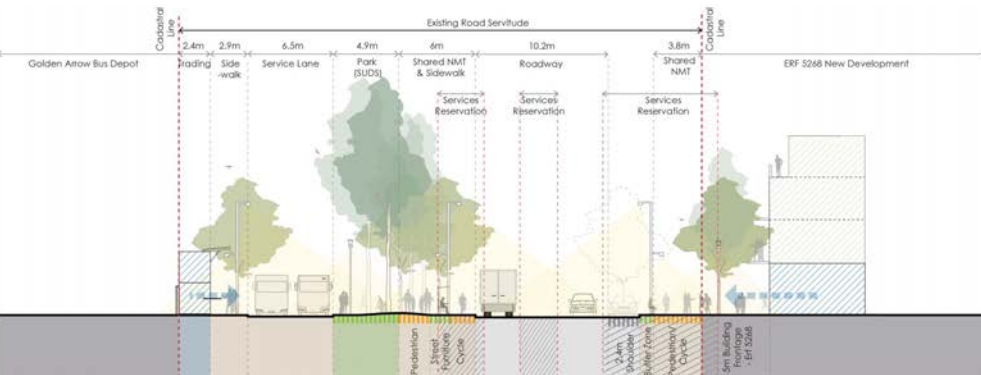 Existing Road Servitude
Cadastral
Line
Cadastral
Line
2.4m
2.9m
6.5m
4.9m
6m
10.2m
3.8m
Golden Arrow Bus Depot
Trading
Side
-walk
Service Lane
Park
(SUDS)
Shared NMT
& Sidewalk
Roadway
Shared
NMT
ERF 5268 New Development
Services
Reservation
Services
Reservation
Services
Reservation
Pedestrian
Street
Furniture
Cycle
2.4m
Shoulder
Buffer Zone
Pedestrian/
Cycle
5m Building
Frontage
- Erf 5268